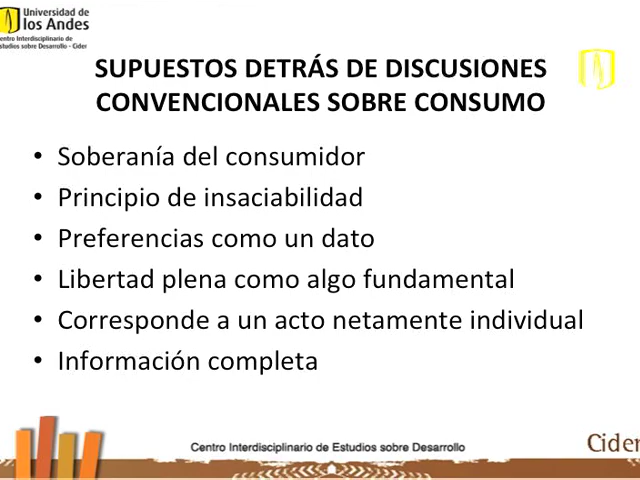 Universidad de
los Andes
Centro Interdisciplinario de
Estudios sobre Desarrollo - Cider
SUPUESTOS DETRÁS DE DISCUSIONES
CONVENCIONALES SOBRE CONSUMO
• Soberanía del consumidor
• Principio de insaciabilidad
• Preferencias como un dato
• Libertad plena como algo fundamental
• Corresponde a un acto netamente individual
• Información completa
Centro Interdisciplinario de Estudios sobre Desarrollo
Cider